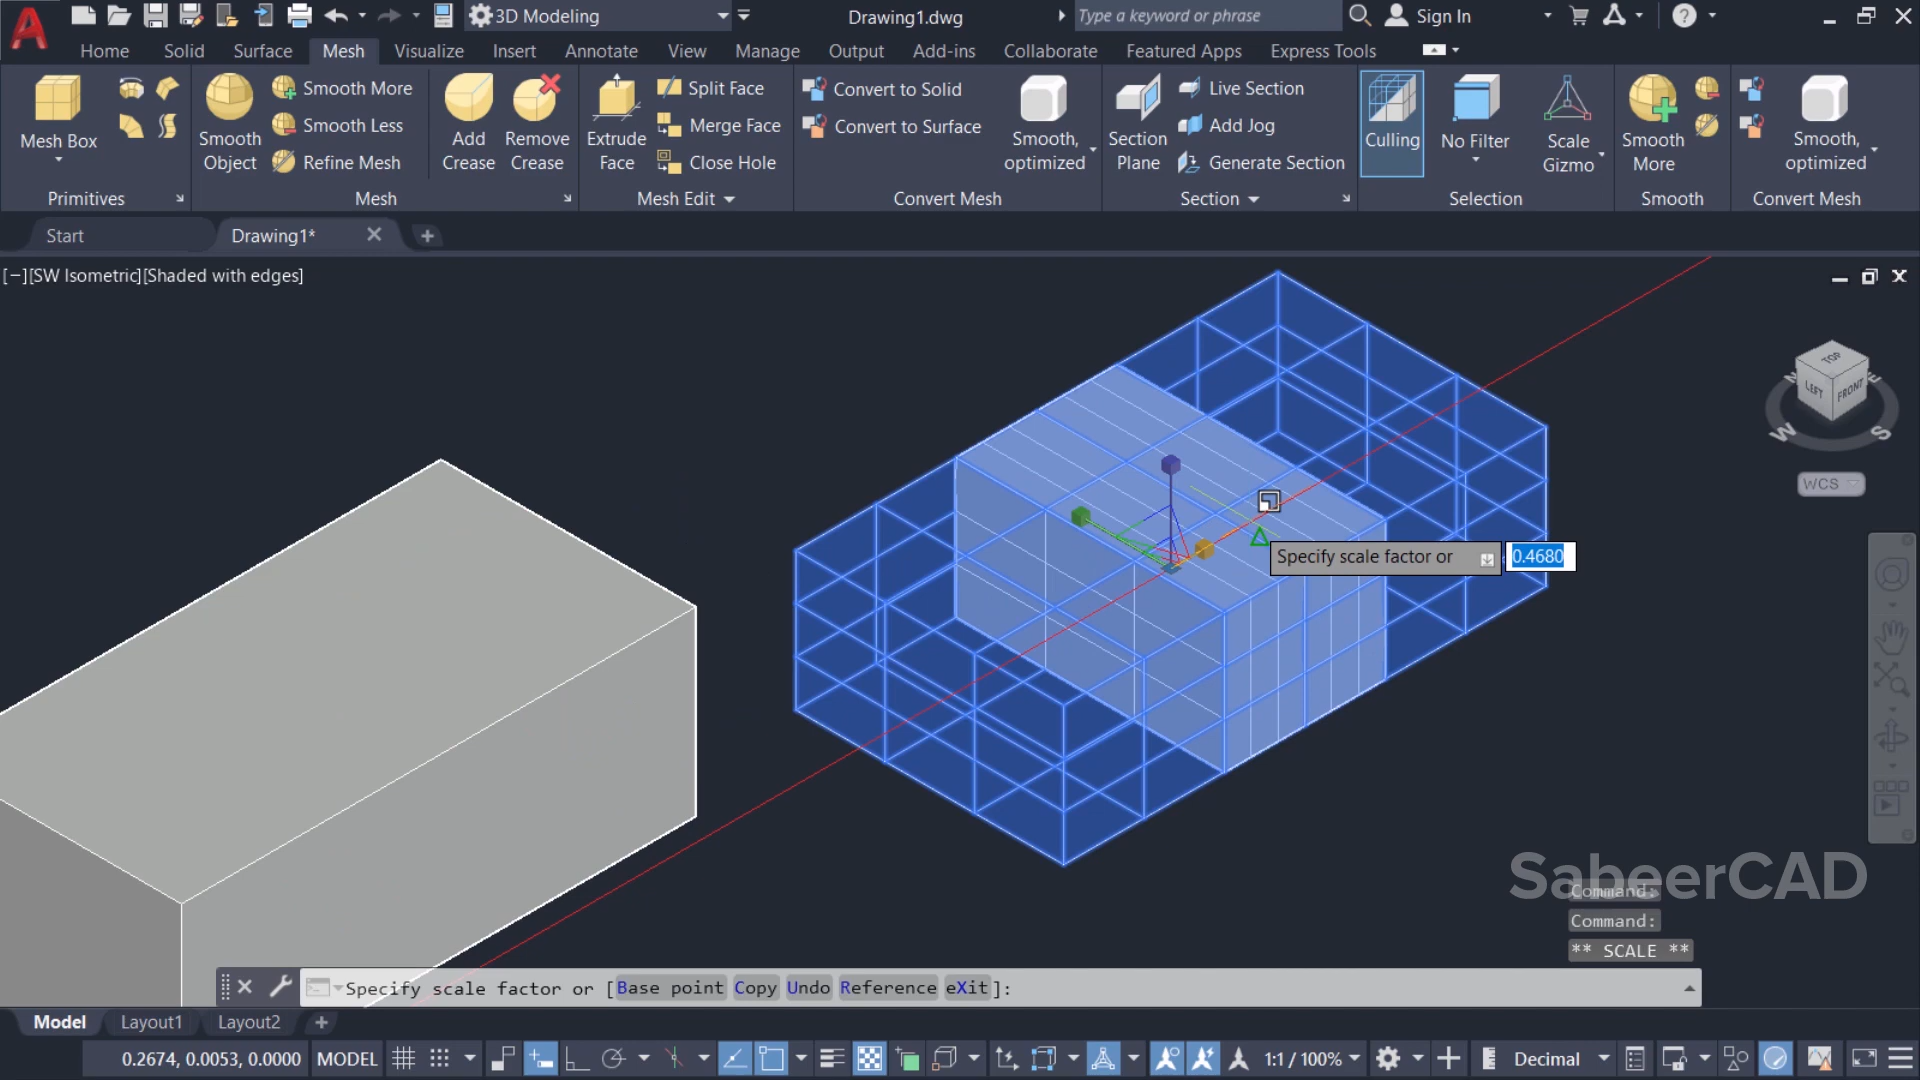 3D Modeling
Drawing1.dwg
Type a keyword or phrase
Sign In
Home Solid Surface Mesh Visualize Insert Annotate View Manage Output Add-ins Collaborate Featured Apps Express Tools
Mesh Box
Primitives
Smooth Object
Smooth More
Smooth Less
Refine Mesh
Add Crease
Remove Crease
Mesh
Extrude Face
Split Face
Merge Face
Close Hole
Mesh Edit
Convert to Solid
Convert to Surface
Smooth, optimized
Convert Mesh
Section Plane
Live Section
Add Jog
Generate Section
Section
Culling
No Filter
Scale Gizmo
Selection
Smooth More
Smooth
Smooth, optimized
Convert Mesh
Start
Drawing1*
[−][SW Isometric][Shaded with edges]
TOP
LEFT
FRONT
N
E
W
S
WCS
Specify scale factor or
0.4680
SabeerCAD
Command:
Command:
** SCALE **
Specify scale factor or [Base point Copy Undo Reference eXit]:
Model Layout1 Layout2
0.2674, 0.0053, 0.0000 MODEL
1:1 / 100%
Decimal